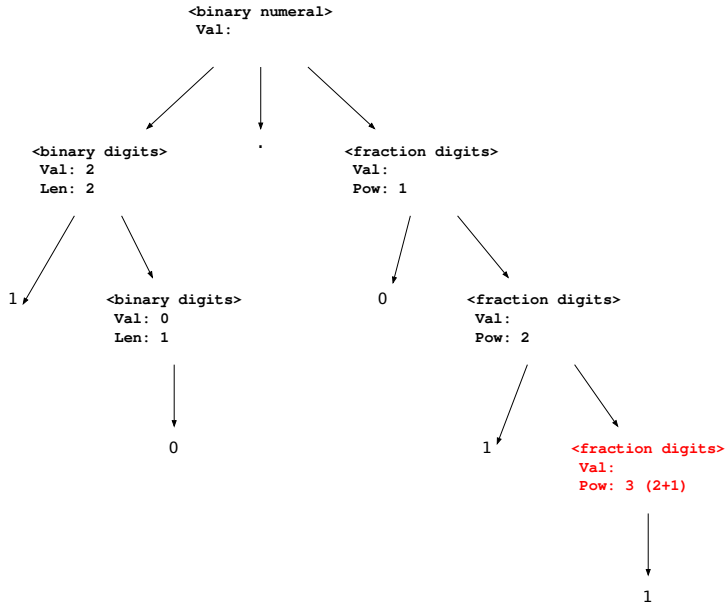 <binary numeral>
Val:
<binary digits>
Val: 2
Len: 2
.
<fraction digits>
Val:
Pow: 1
1
<binary digits>
Val: 0
Len: 1
0
<fraction digits>
Val:
Pow: 2
0
1
<fraction digits>
Val:
Pow: 3 (2+1)
1